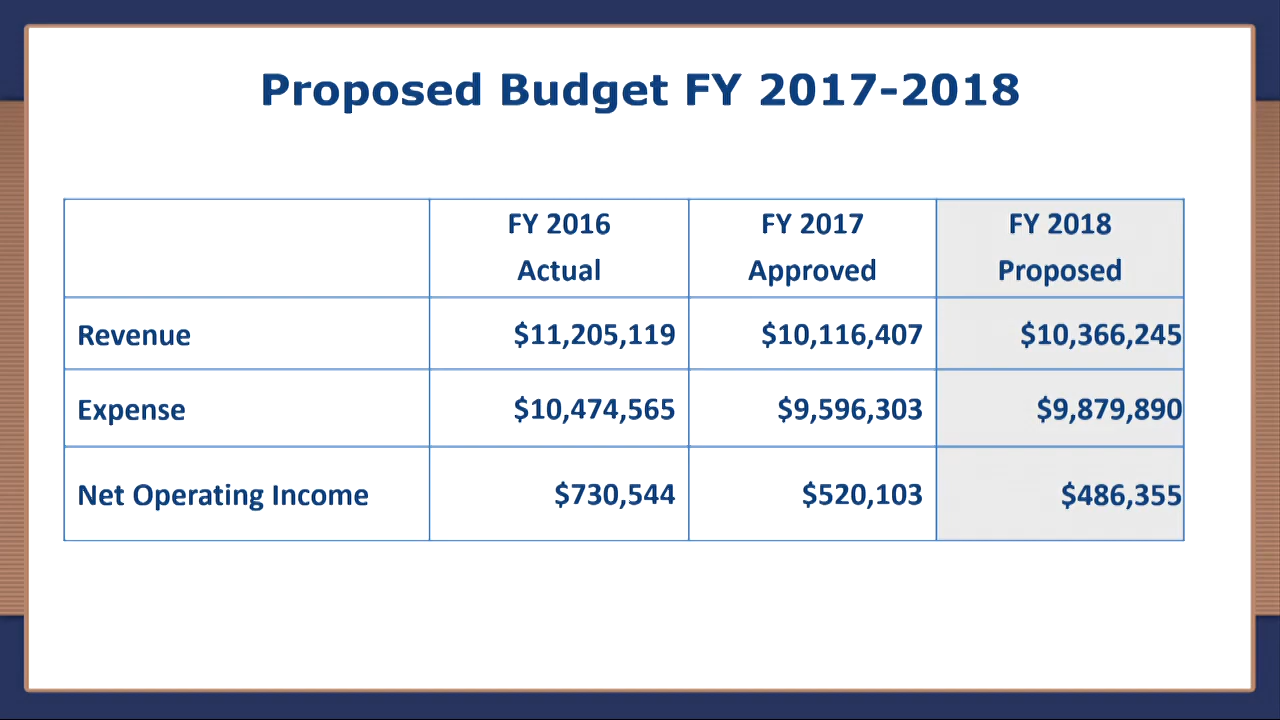 Proposed Budget FY 2017-2018
FY 2016 FY 2017 FY 2018
Actual Approved Proposed
Revenue $11,205,119 $10,116,407 $10,366,245
Expense $10,474,565 $9,596,303 $9,879,890
Net Operating Income $730,544 $520,103 $486,355